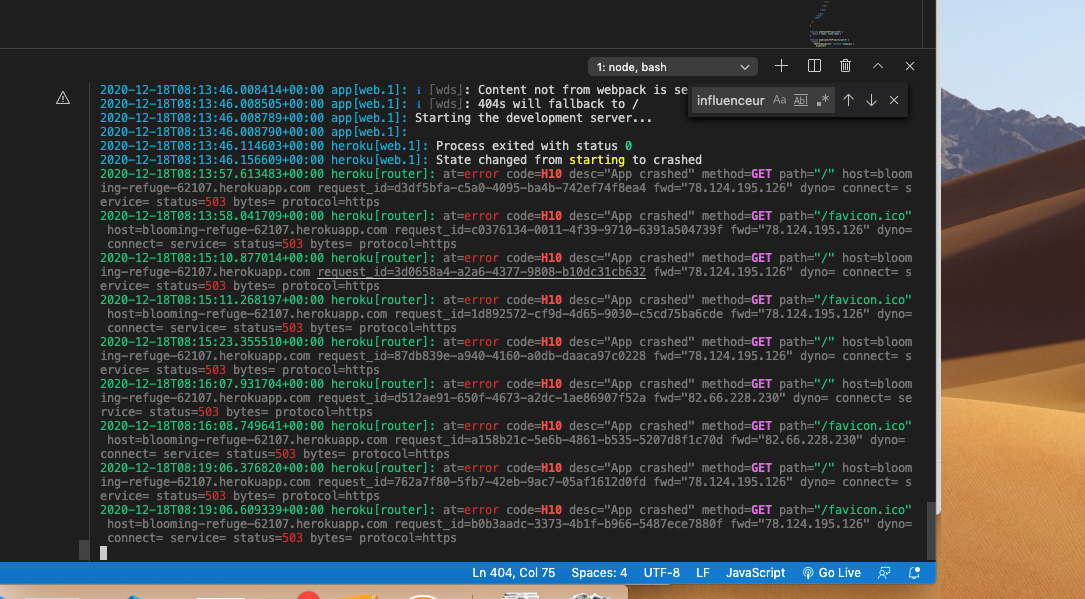 1: node, bash
influenceur Aa Abl .*
2020-12-18T08:13:46.008414+00:00 app[web.1]: ℹ ｢wds｣: Content not from webpack is se
2020-12-18T08:13:46.008505+00:00 app[web.1]: ℹ ｢wds｣: 404s will fallback to /
2020-12-18T08:13:46.008789+00:00 app[web.1]: Starting the development server...
2020-12-18T08:13:46.008790+00:00 app[web.1]:
2020-12-18T08:13:46.114603+00:00 heroku[web.1]: Process exited with status 0
2020-12-18T08:13:46.156609+00:00 heroku[web.1]: State changed from starting to crashed
2020-12-18T08:13:57.613483+00:00 heroku[router]: at=error code=H10 desc="App crashed" method=GET path="/" host=bloom
ing-refuge-62107.herokuapp.com request_id=d3df5bfa-c5a0-4095-ba4b-742ef74f8ea4 fwd="78.124.195.126" dyno= connect= s
ervice= status=503 bytes= protocol=https
2020-12-18T08:13:58.041709+00:00 heroku[router]: at=error code=H10 desc="App crashed" method=GET path="/favicon.ico"
host=blooming-refuge-62107.herokuapp.com request_id=c0376134-0011-4f39-9710-6391a504739f fwd="78.124.195.126" dyno=
connect= service= status=503 bytes= protocol=https
2020-12-18T08:15:10.877014+00:00 heroku[router]: at=error code=H10 desc="App crashed" method=GET path="/" host=bloom
ing-refuge-62107.herokuapp.com request_id=3d0658a4-a2a6-4377-9808-b10dc31cb632 fwd="78.124.195.126" dyno= connect= s
ervice= status=503 bytes= protocol=https
2020-12-18T08:15:11.268197+00:00 heroku[router]: at=error code=H10 desc="App crashed" method=GET path="/favicon.ico"
host=blooming-refuge-62107.herokuapp.com request_id=1d892572-cf9d-4d65-9030-c5cd75ba6cde fwd="78.124.195.126" dyno=
connect= service= status=503 bytes= protocol=https
2020-12-18T08:15:23.355510+00:00 heroku[router]: at=error code=H10 desc="App crashed" method=GET path="/" host=bloom
ing-refuge-62107.herokuapp.com request_id=87db839e-a940-4160-a0db-daaca97c0228 fwd="78.124.195.126" dyno= connect= s
ervice= status=503 bytes= protocol=https
2020-12-18T08:16:07.931704+00:00 heroku[router]: at=error code=H10 desc="App crashed" method=GET path="/" host=bloom
ing-refuge-62107.herokuapp.com request_id=d512ae91-650f-4673-a2dc-1ae86907f52a fwd="82.66.228.230" dyno= connect= se
rvice= status=503 bytes= protocol=https
2020-12-18T08:16:08.749641+00:00 heroku[router]: at=error code=H10 desc="App crashed" method=GET path="/favicon.ico"
host=blooming-refuge-62107.herokuapp.com request_id=a158b21c-5e6b-4861-b535-5207d8f1c70d fwd="82.66.228.230" dyno=
connect= service= status=503 bytes= protocol=https
2020-12-18T08:19:06.376820+00:00 heroku[router]: at=error code=H10 desc="App crashed" method=GET path="/" host=bloom
ing-refuge-62107.herokuapp.com request_id=762a7f80-5fb7-42eb-9ac7-05af1612d0fd fwd="78.124.195.126" dyno= connect= s
ervice= status=503 bytes= protocol=https
2020-12-18T08:19:06.609339+00:00 heroku[router]: at=error code=H10 desc="App crashed" method=GET path="/favicon.ico"
host=blooming-refuge-62107.herokuapp.com request_id=b0b3aadc-3373-4b1f-b966-5487ece7880f fwd="78.124.195.126" dyno=
connect= service= status=503 bytes= protocol=https
Ln 404, Col 75 Spaces: 4 UTF-8 LF JavaScript Go Live